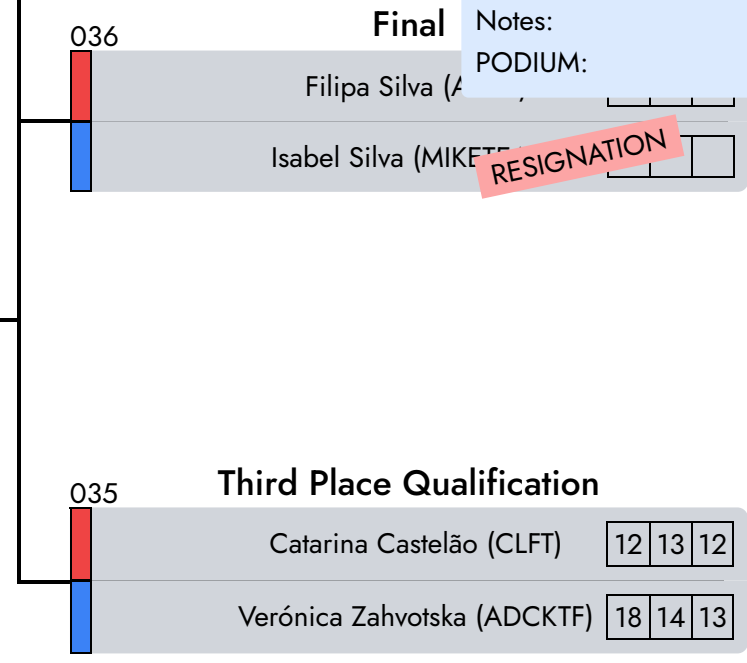 Notes:
PODIUM:
Final
036
Filipa Silva
Isabel Silva
RESIGNATION
Third Place Qualification
035
Catarina Castelão (CLFT) 12 13 12
Verónica Zahvotska (ADCKTF) 18 14 13